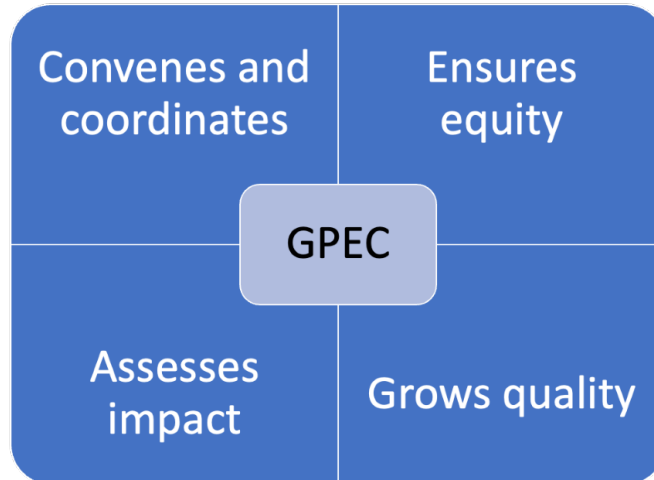 Convenes and
coordinates
Ensures
equity
GPEC
Assesses
impact
Grows quality